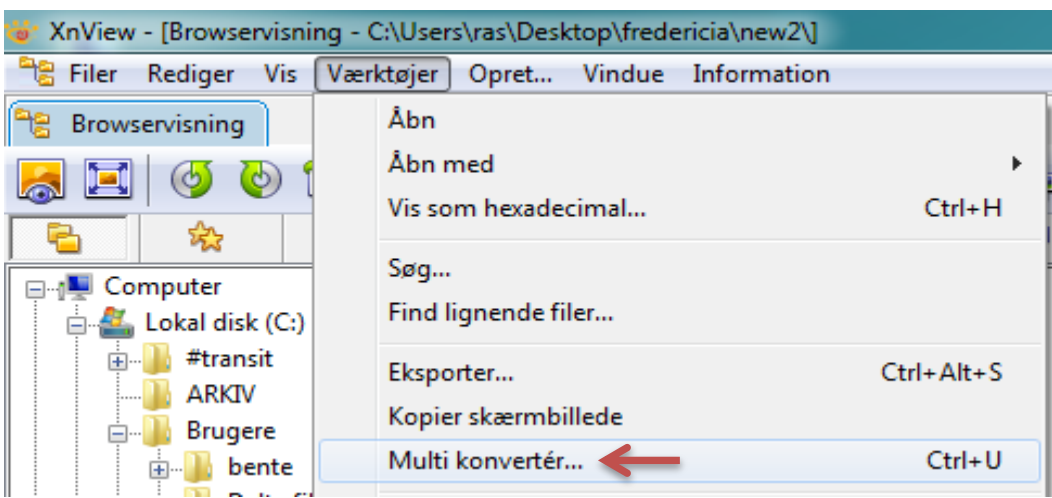 XnView - [Browservisning - C:\Users\ras\Desktop\fredericia\new2\]
Filer Rediger Vis Værktøjer Opret... Vindue Information
Browservisning
Åbn
Åbn med
Vis som hexadecimal... Ctrl+H
Søg...
Find lignende filer...
Eksporter... Ctrl+Alt+S
Kopier skærmbillede
Multi konvertér... Ctrl+U
Computer
Lokal disk (C:)
#transit
ARKIV
Brugere
bente